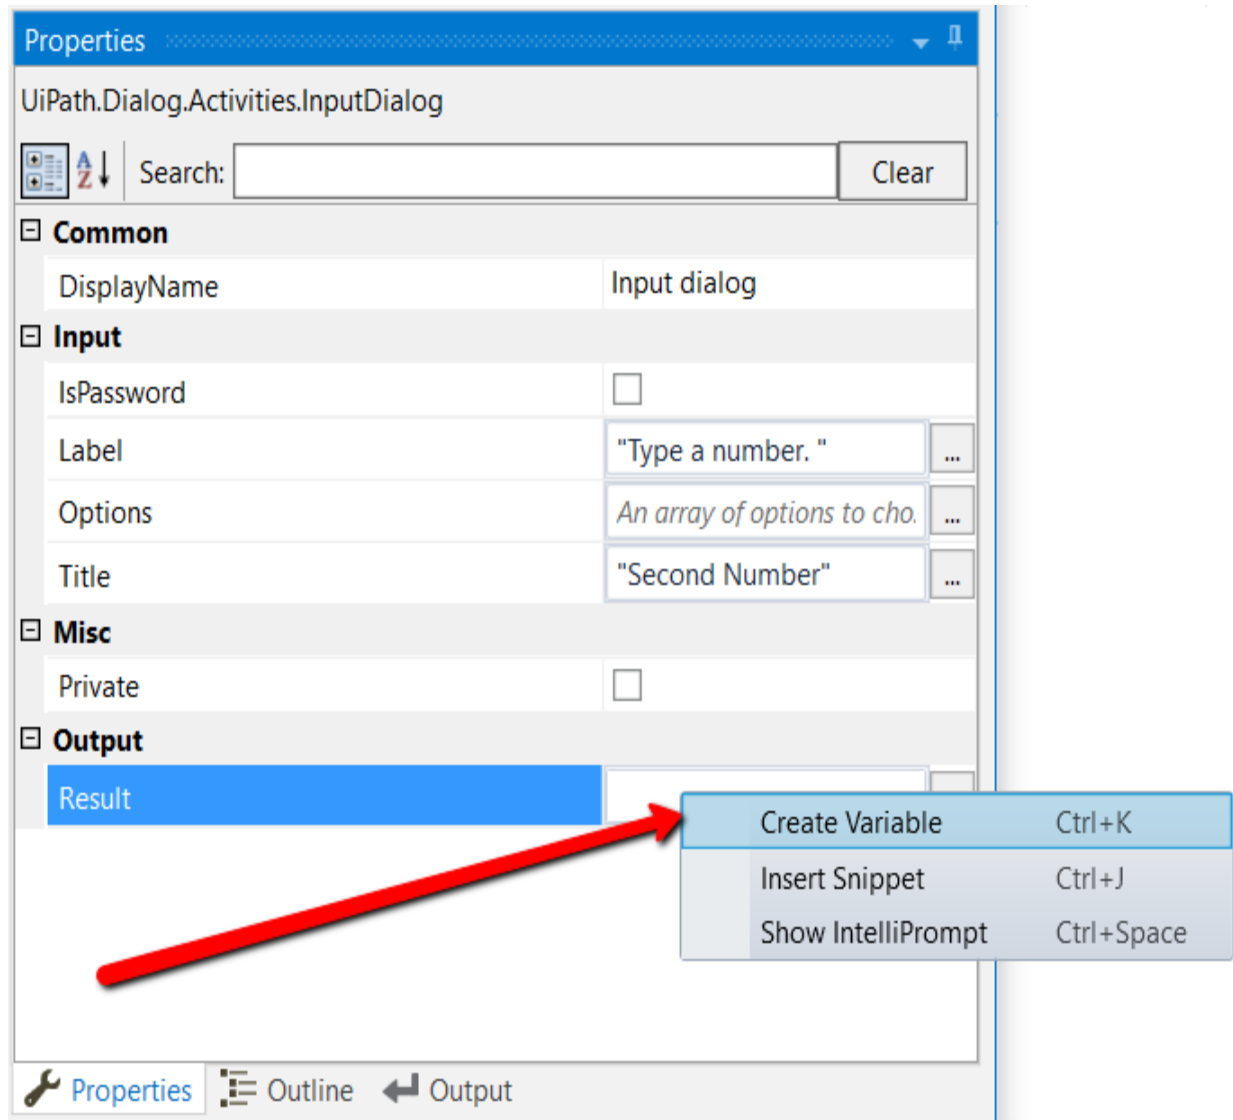 Properties
UiPath.Dialog.Activities.InputDialog
Search: Clear
Common
DisplayName Input dialog
Input
IsPassword
Label "Type a number. " ...
Options An array of options to cho. ...
Title "Second Number" ...
Misc
Private
Output
Result
Create Variable Ctrl+K
Insert Snippet Ctrl+J
Show IntelliPrompt Ctrl+Space
Properties Outline Output